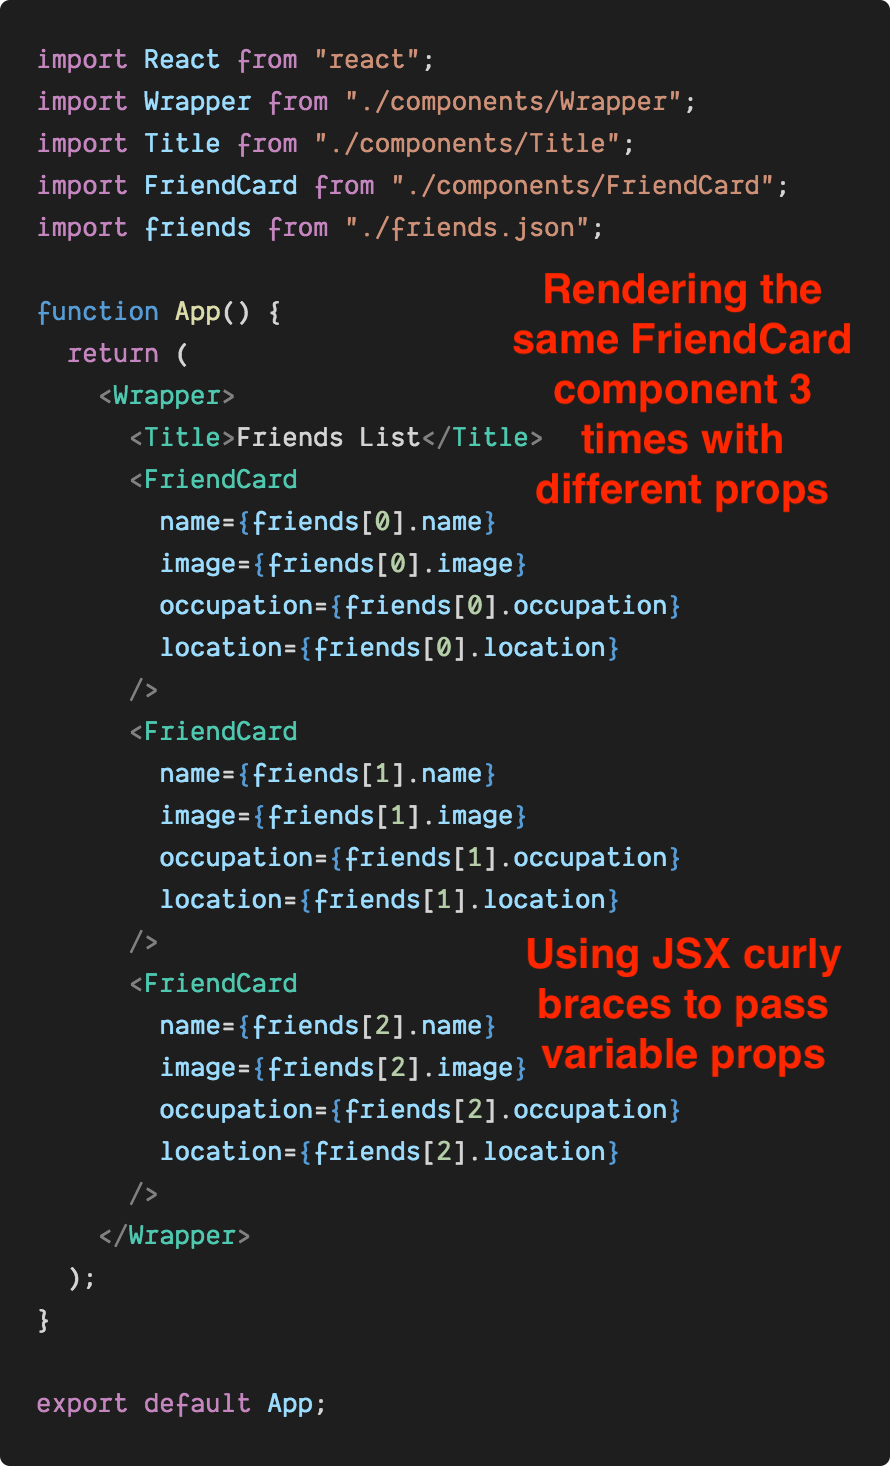 import React from "react";
import Wrapper from "./components/Wrapper";
import Title from "./components/Title";
import FriendCard from "./components/FriendCard";
import friends from "./friends.json";
function App() {
  return (
    <Wrapper>
      <Title>Friends List</Title>
      <FriendCard
        name={friends[0].name}
        image={friends[0].image}
        occupation={friends[0].occupation}
        location={friends[0].location}
      />
      <FriendCard
        name={friends[1].name}
        image={friends[1].image}
        occupation={friends[1].occupation}
        location={friends[1].location}
      />
      <FriendCard
        name={friends[2].name}
        image={friends[2].image}
        occupation={friends[2].occupation}
        location={friends[2].location}
      />
    </Wrapper>
  );
}
export default App;
Rendering the
same FriendCard
component 3
times with
different props
Using JSX curly
braces to pass
variable props